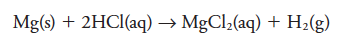 Mg(s) + 2HCl(aq) → MgCl₂(aq) + H₂(g)